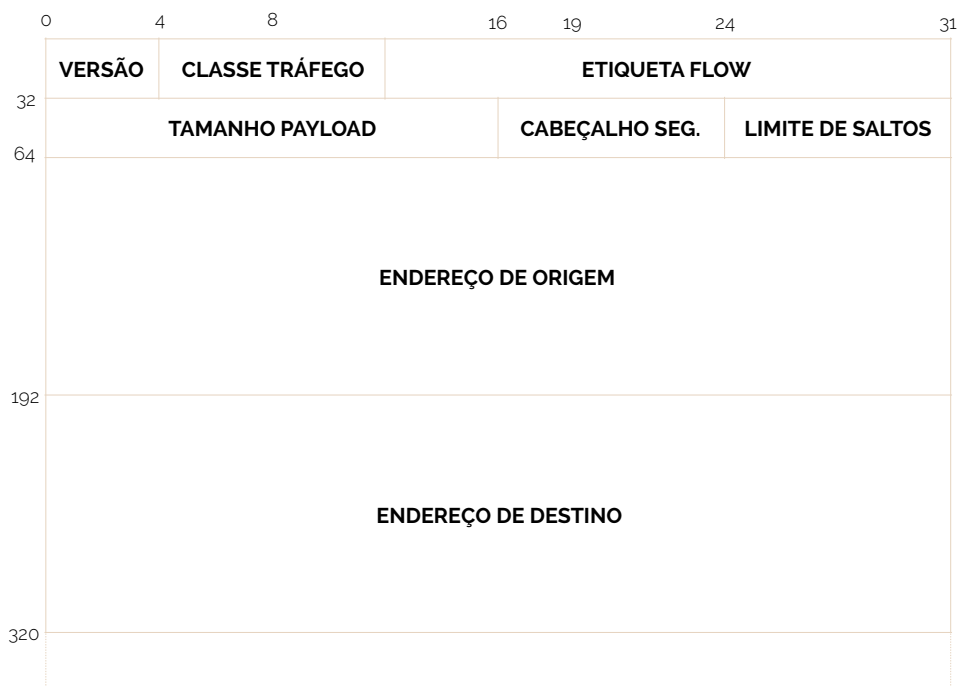 0 4 8 16 19 24 31
VERSÃO CLASSE TRÁFEGO ETIQUETA FLOW
32
TAMANHO PAYLOAD CABEÇALHO SEG. LIMITE DE SALTOS
64
ENDEREÇO DE ORIGEM
192
ENDEREÇO DE DESTINO
320